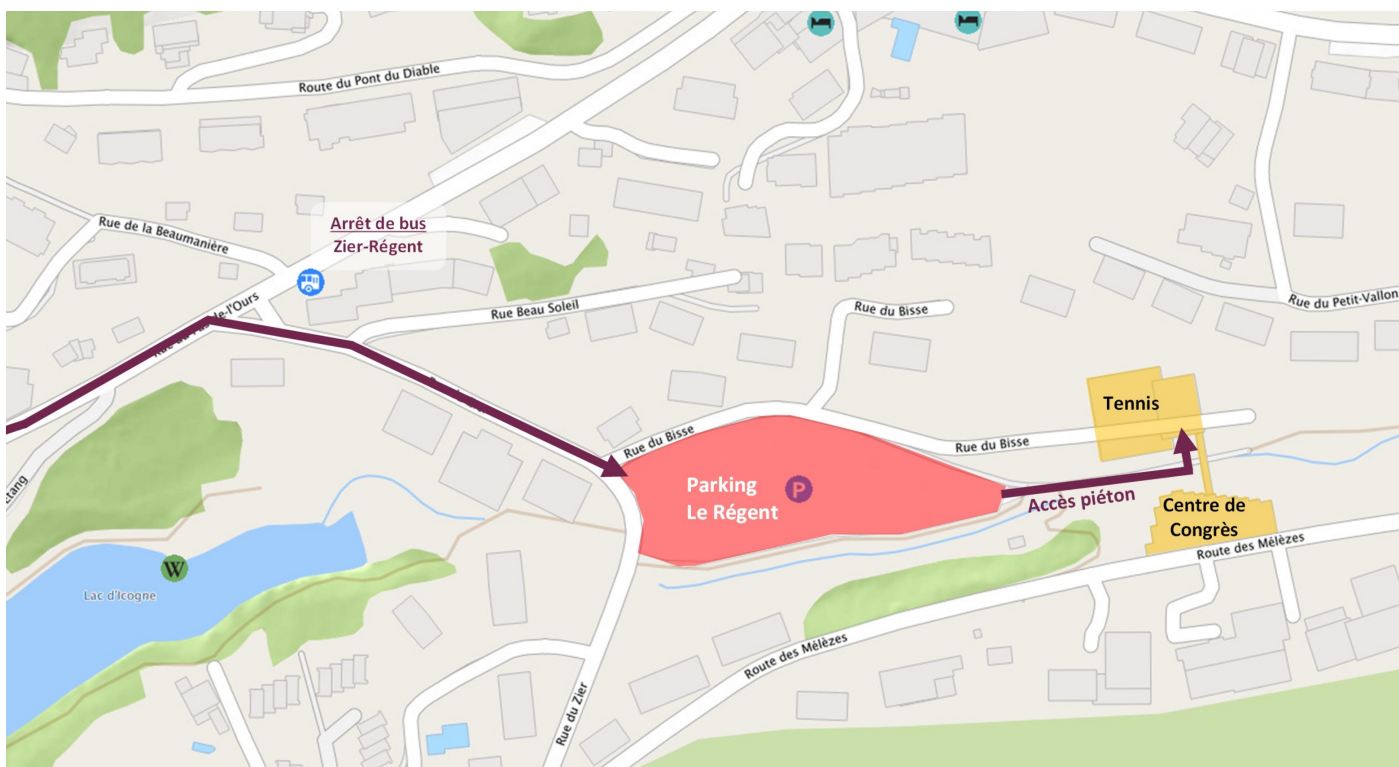 Route du Pont du Diable
Arrêt de bus
Zier-Régent
Rue de la Beaumanière
Rue Beau Soleil
Rue du Bisse
Rue du Petit-Vallon
Tennis
Rue du Bisse
Rue du Bisse
Parking
Le Régent
P
Accès piéton
Centre de
Congrès
Route des Mélèzes
W
Lac d'Icogne
Route des Mélèzes
Rue du Zier